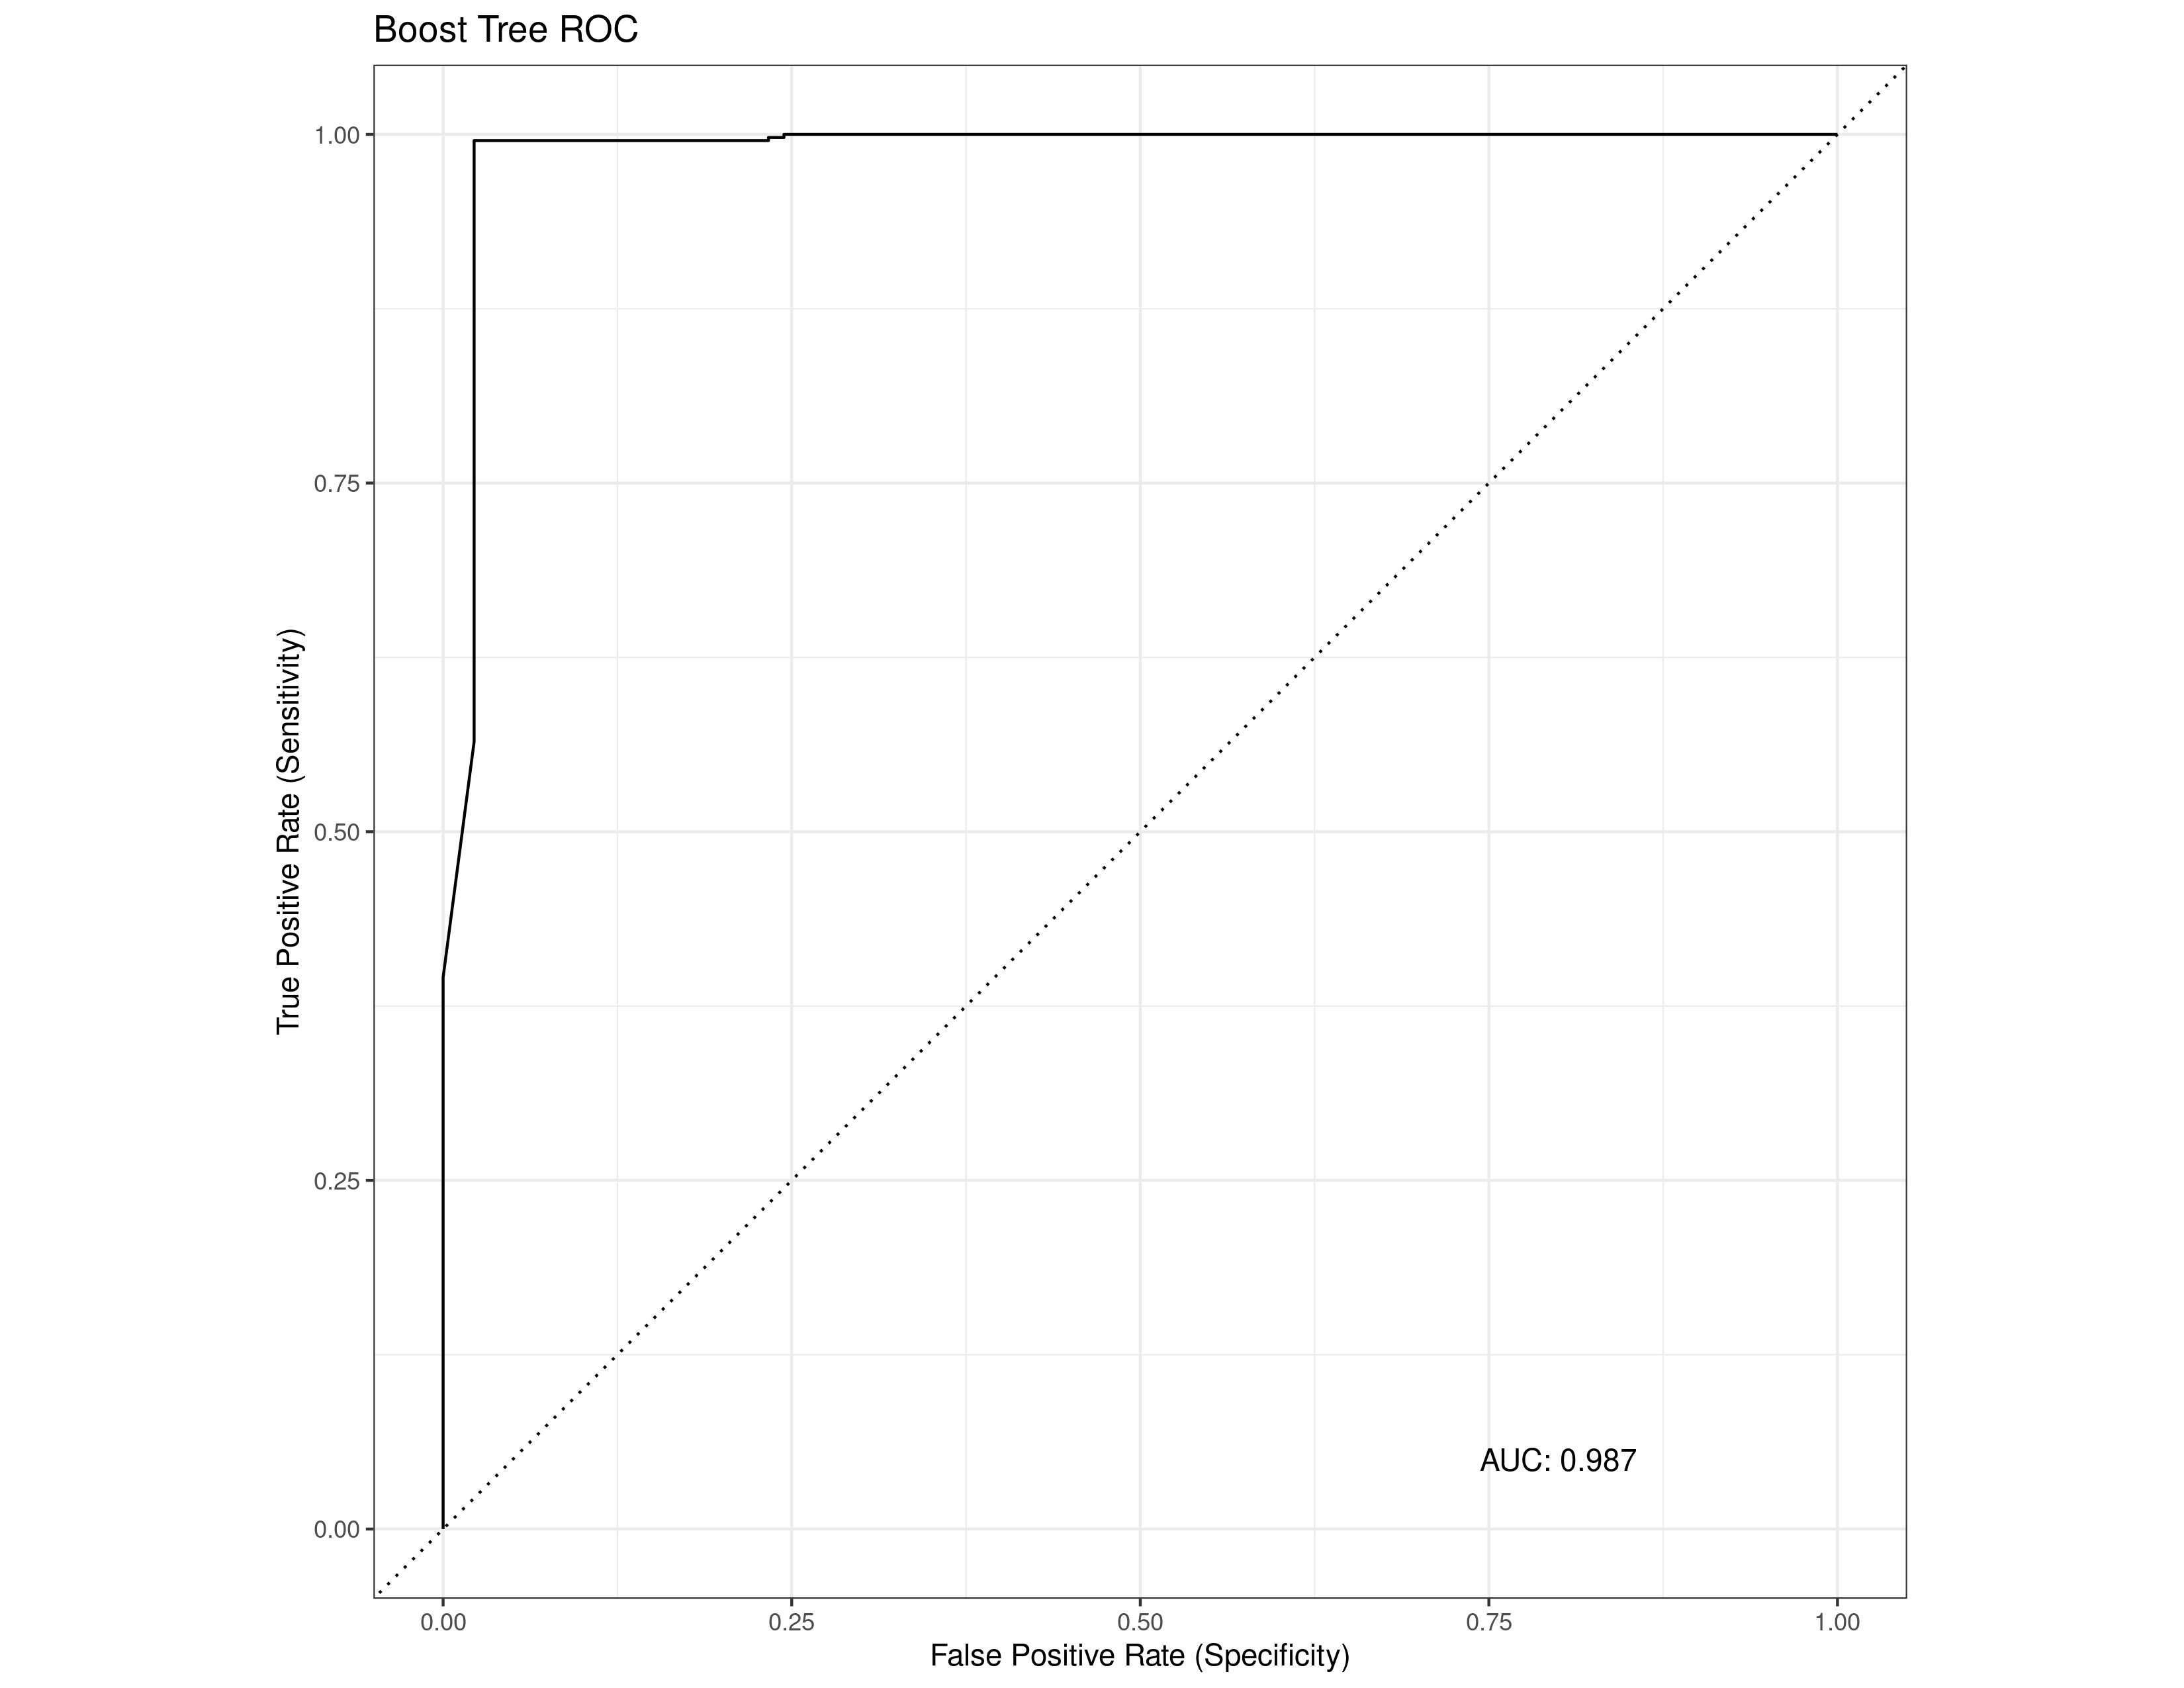 Boost Tree ROC
True Positive Rate (Sensitivity)
1.00
0.75
0.50
0.25
0.00
AUC: 0.987
0.00
0.25
0.50
0.75
1.00
False Positive Rate (Specificity)